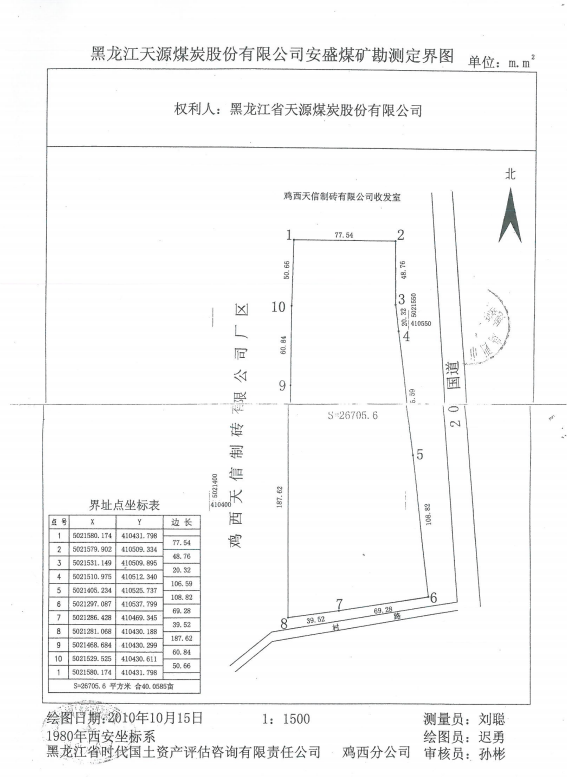 黑龙江天源煤炭股份有限公司安盛煤矿勘测定界图
单位：m.m²
权利人：黑龙江省天源煤炭股份有限公司
北
鸡西天信制砖有限公司收发室
1
77.54
2
50.66
48.76
10
3
20.32
5021550
410550
4
60.84
鸡西天信制砖有限公司厂区
9
国道
20
S=26705.6
5021400
410400
187.62
5
108.82
6
7
69.28
39.52
8
路
界址点坐标表
点号 X Y 边长
1 5021580.174 410431.798
77.54
2 5021579.902 410509.334
48.76
3 5021531.149 410509.895
20.32
4 5021510.975 410512.340
106.59
5 5021405.234 410525.737
108.82
6 5021297.087 410537.799
69.28
7 5021286.428 410469.345
39.52
8 5021281.068 410430.188
187.62
9 5021468.684 410430.299
60.84
10 5021529.525 410430.611
50.66
1 5021580.174 410431.798
S=26705.6 平方米 合40.0585亩
绘图日期:2010年10月15日
1：1500
测量员：刘聪
1980年西安坐标系
绘图员：迟勇
黑龙江省时代国土资产评估咨询有限责任公司 鸡西分公司
审核员：孙彬